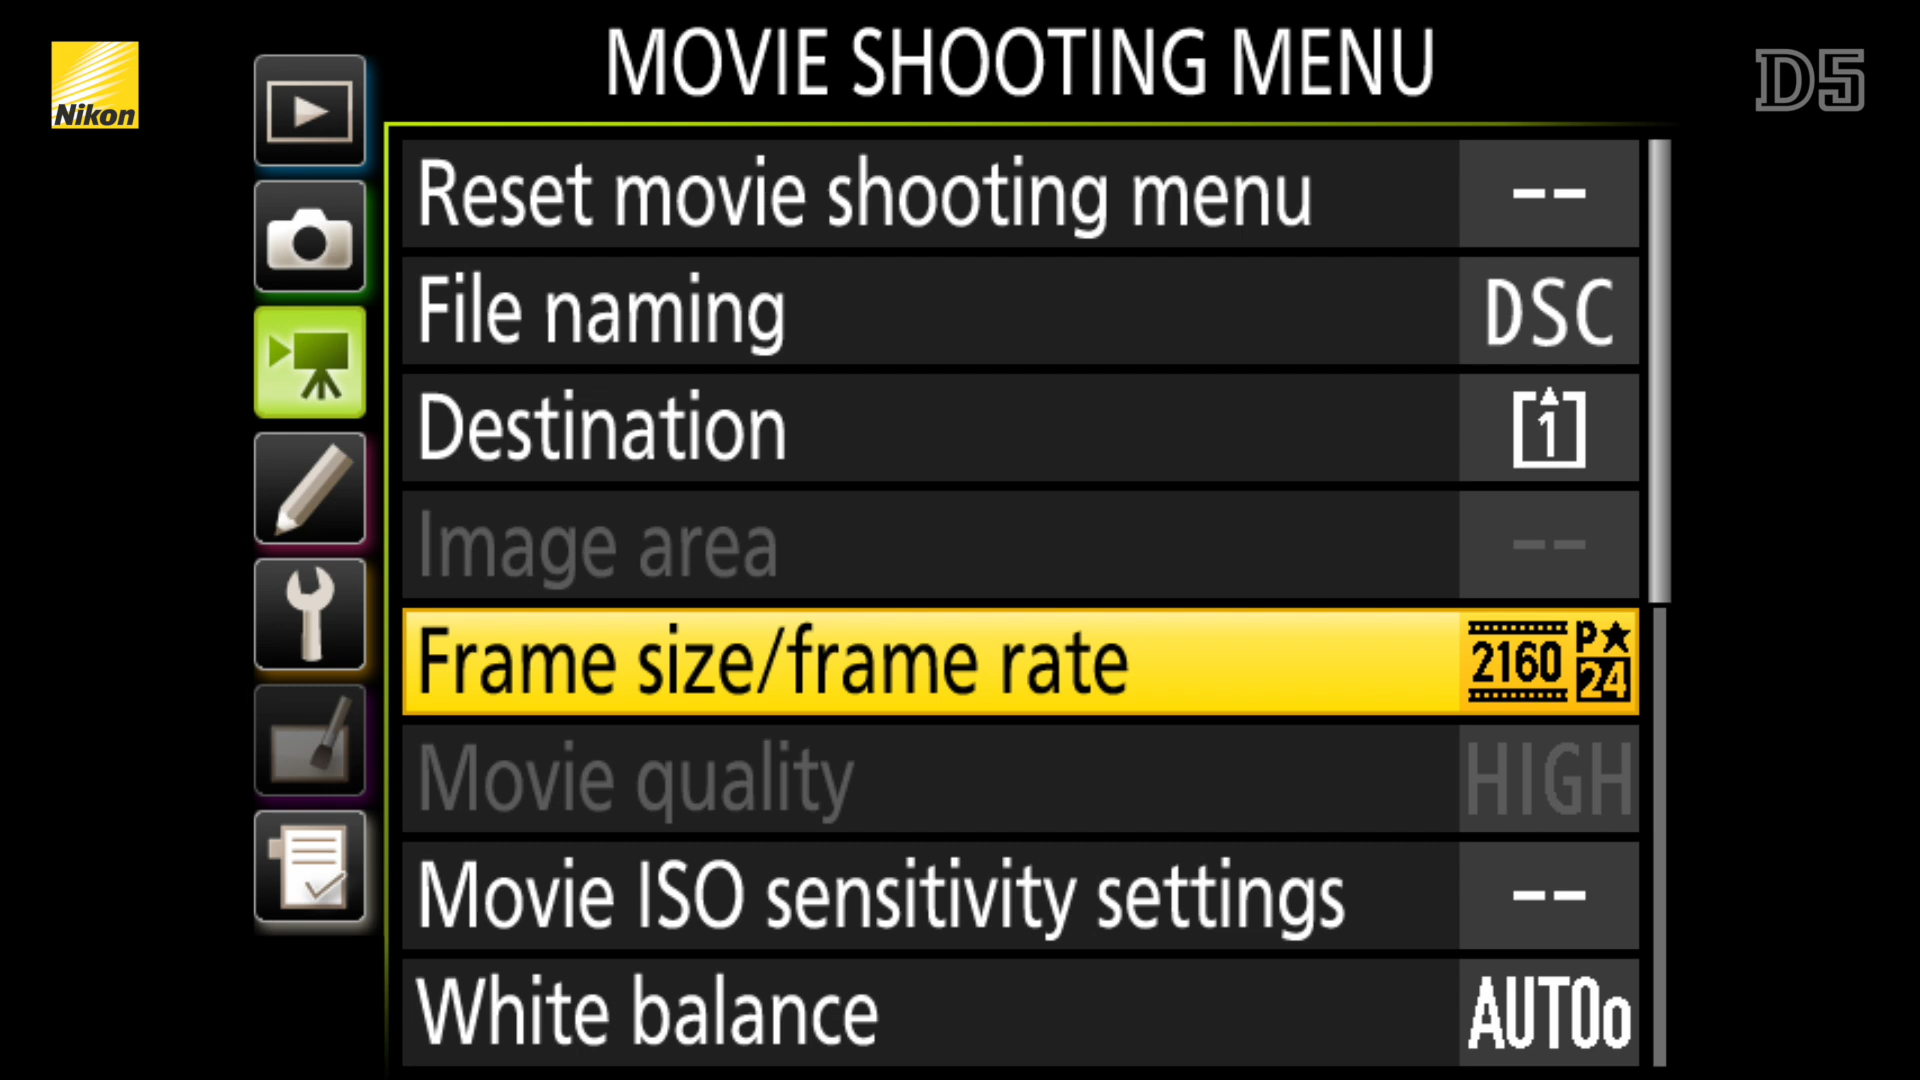 MOVIE SHOOTING MENU
Nikon
D5
Reset movie shooting menu --
File naming DSC
Destination 1
Image area --
Frame size/frame rate 2160 P★ 24
Movie quality HIGH
Movie ISO sensitivity settings --
White balance AUTO0